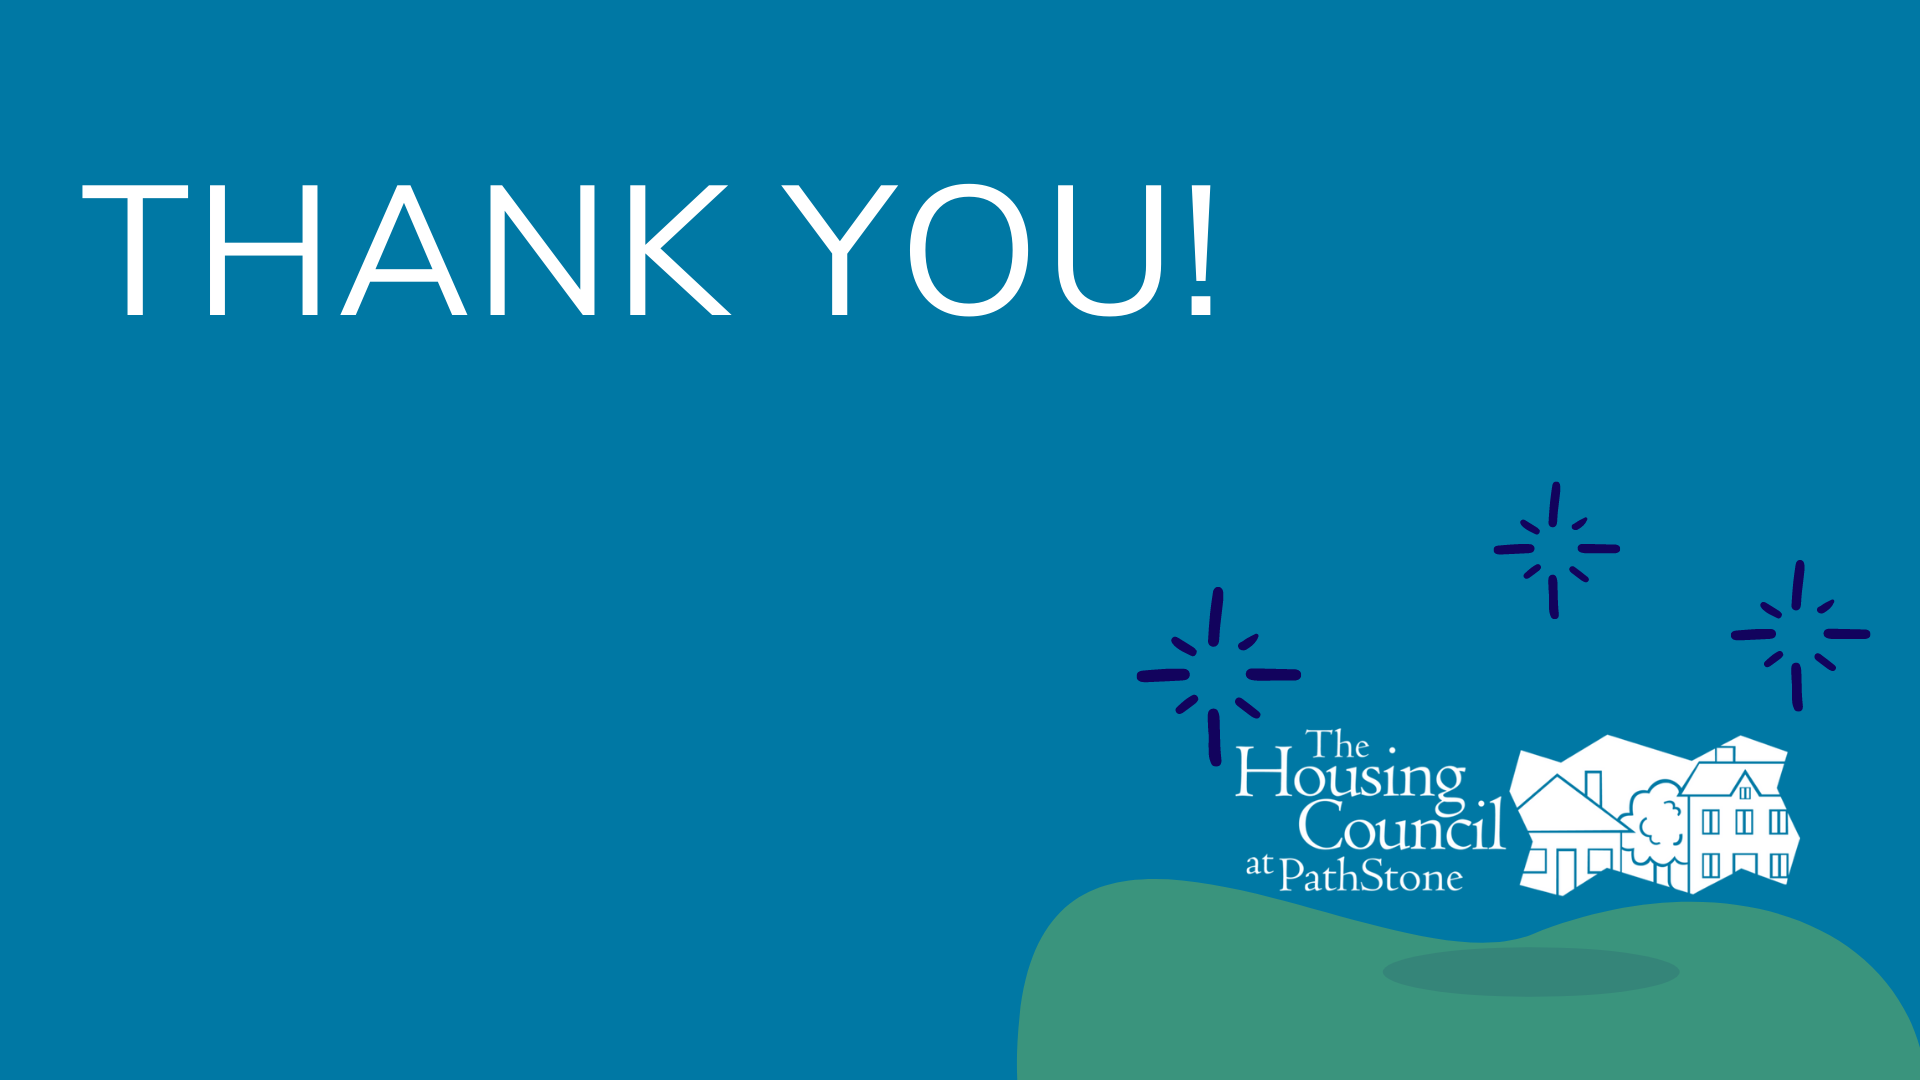 THANK YOU!
The
Housing
Council
at PathStone